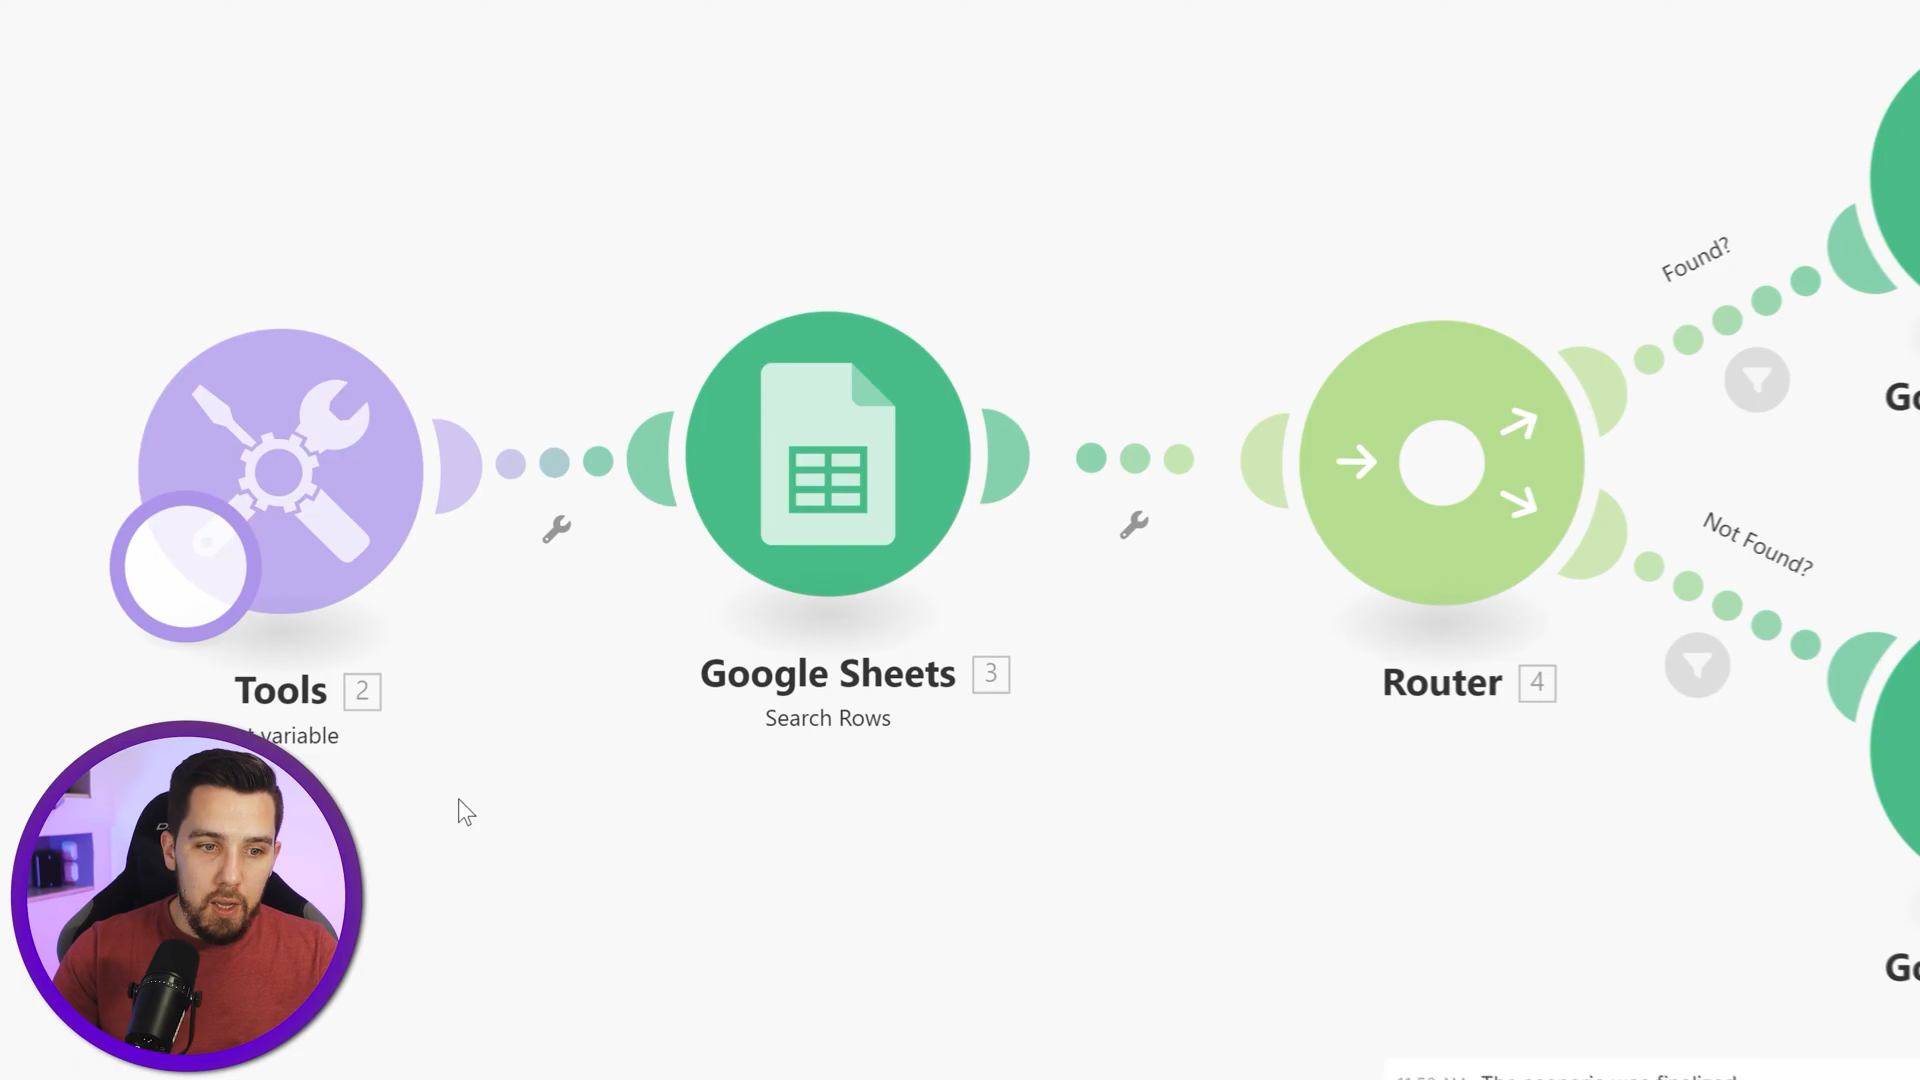 Found?
Not Found?
Go
Tools 2
variable
Google Sheets 3
Search Rows
Router 4
Go